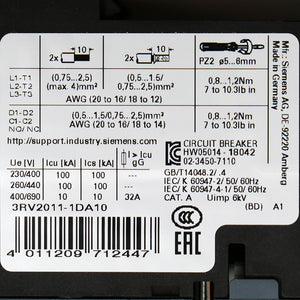 10 10
2x 2x PZ2 ø5...6mm
L1-T1
L2-T2
L3-T3
(0,75...2,5)
(4)mm²
(0,5...1.5/
0,75...2.5)mm²
AWG (20 to 16/18 to 12)
0,8...1,2Nm
7 to 10.3lb in
O1-D2
O1-C2
NO/NC
(0,5...1.5/0,75...2,5)mm²
AWG (20 to 16/18 to 14)
0,8...1,2Nm
7 to 10.3lb in
http://support.industry.siemens.com
Ue [V] Icu [kA] Ics [kA] I > Icu gG
230/400 100 100
260/440 100 100
400/690 10 10 32A
CIRCUIT BREAKER
HW05014 - 18042
02-3450-7110
GB/T14048.2/ .4
IEC/K 60947-2/ 50/60Hz
IEC/K 60947-4-1/ 50/60Hz
CAT. A Uimp 6kV
3RV2011-1DA10
(BD) A1
4 011209 712447
CCC
EAC
Mfr.: Siemens AG, DE-92220 Amberg
Made in Germany